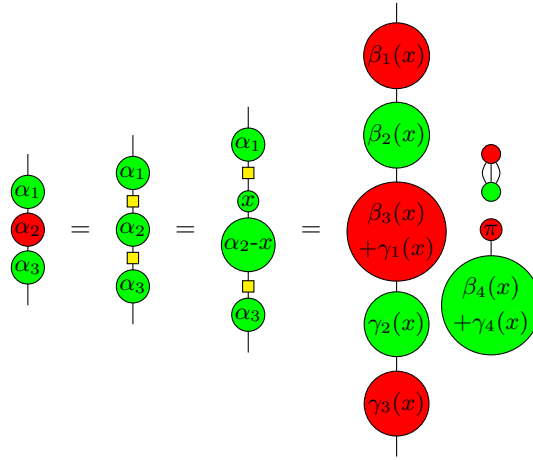 α₁
α₂
α₃
=
α₁
α₂
α₃
=
α₁
x
α₂-x
α₃
=
β₁(x)
β₂(x)
β₃(x)
+γ₁(x)
γ₂(x)
γ₃(x)
π
β₄(x)
+γ₄(x)